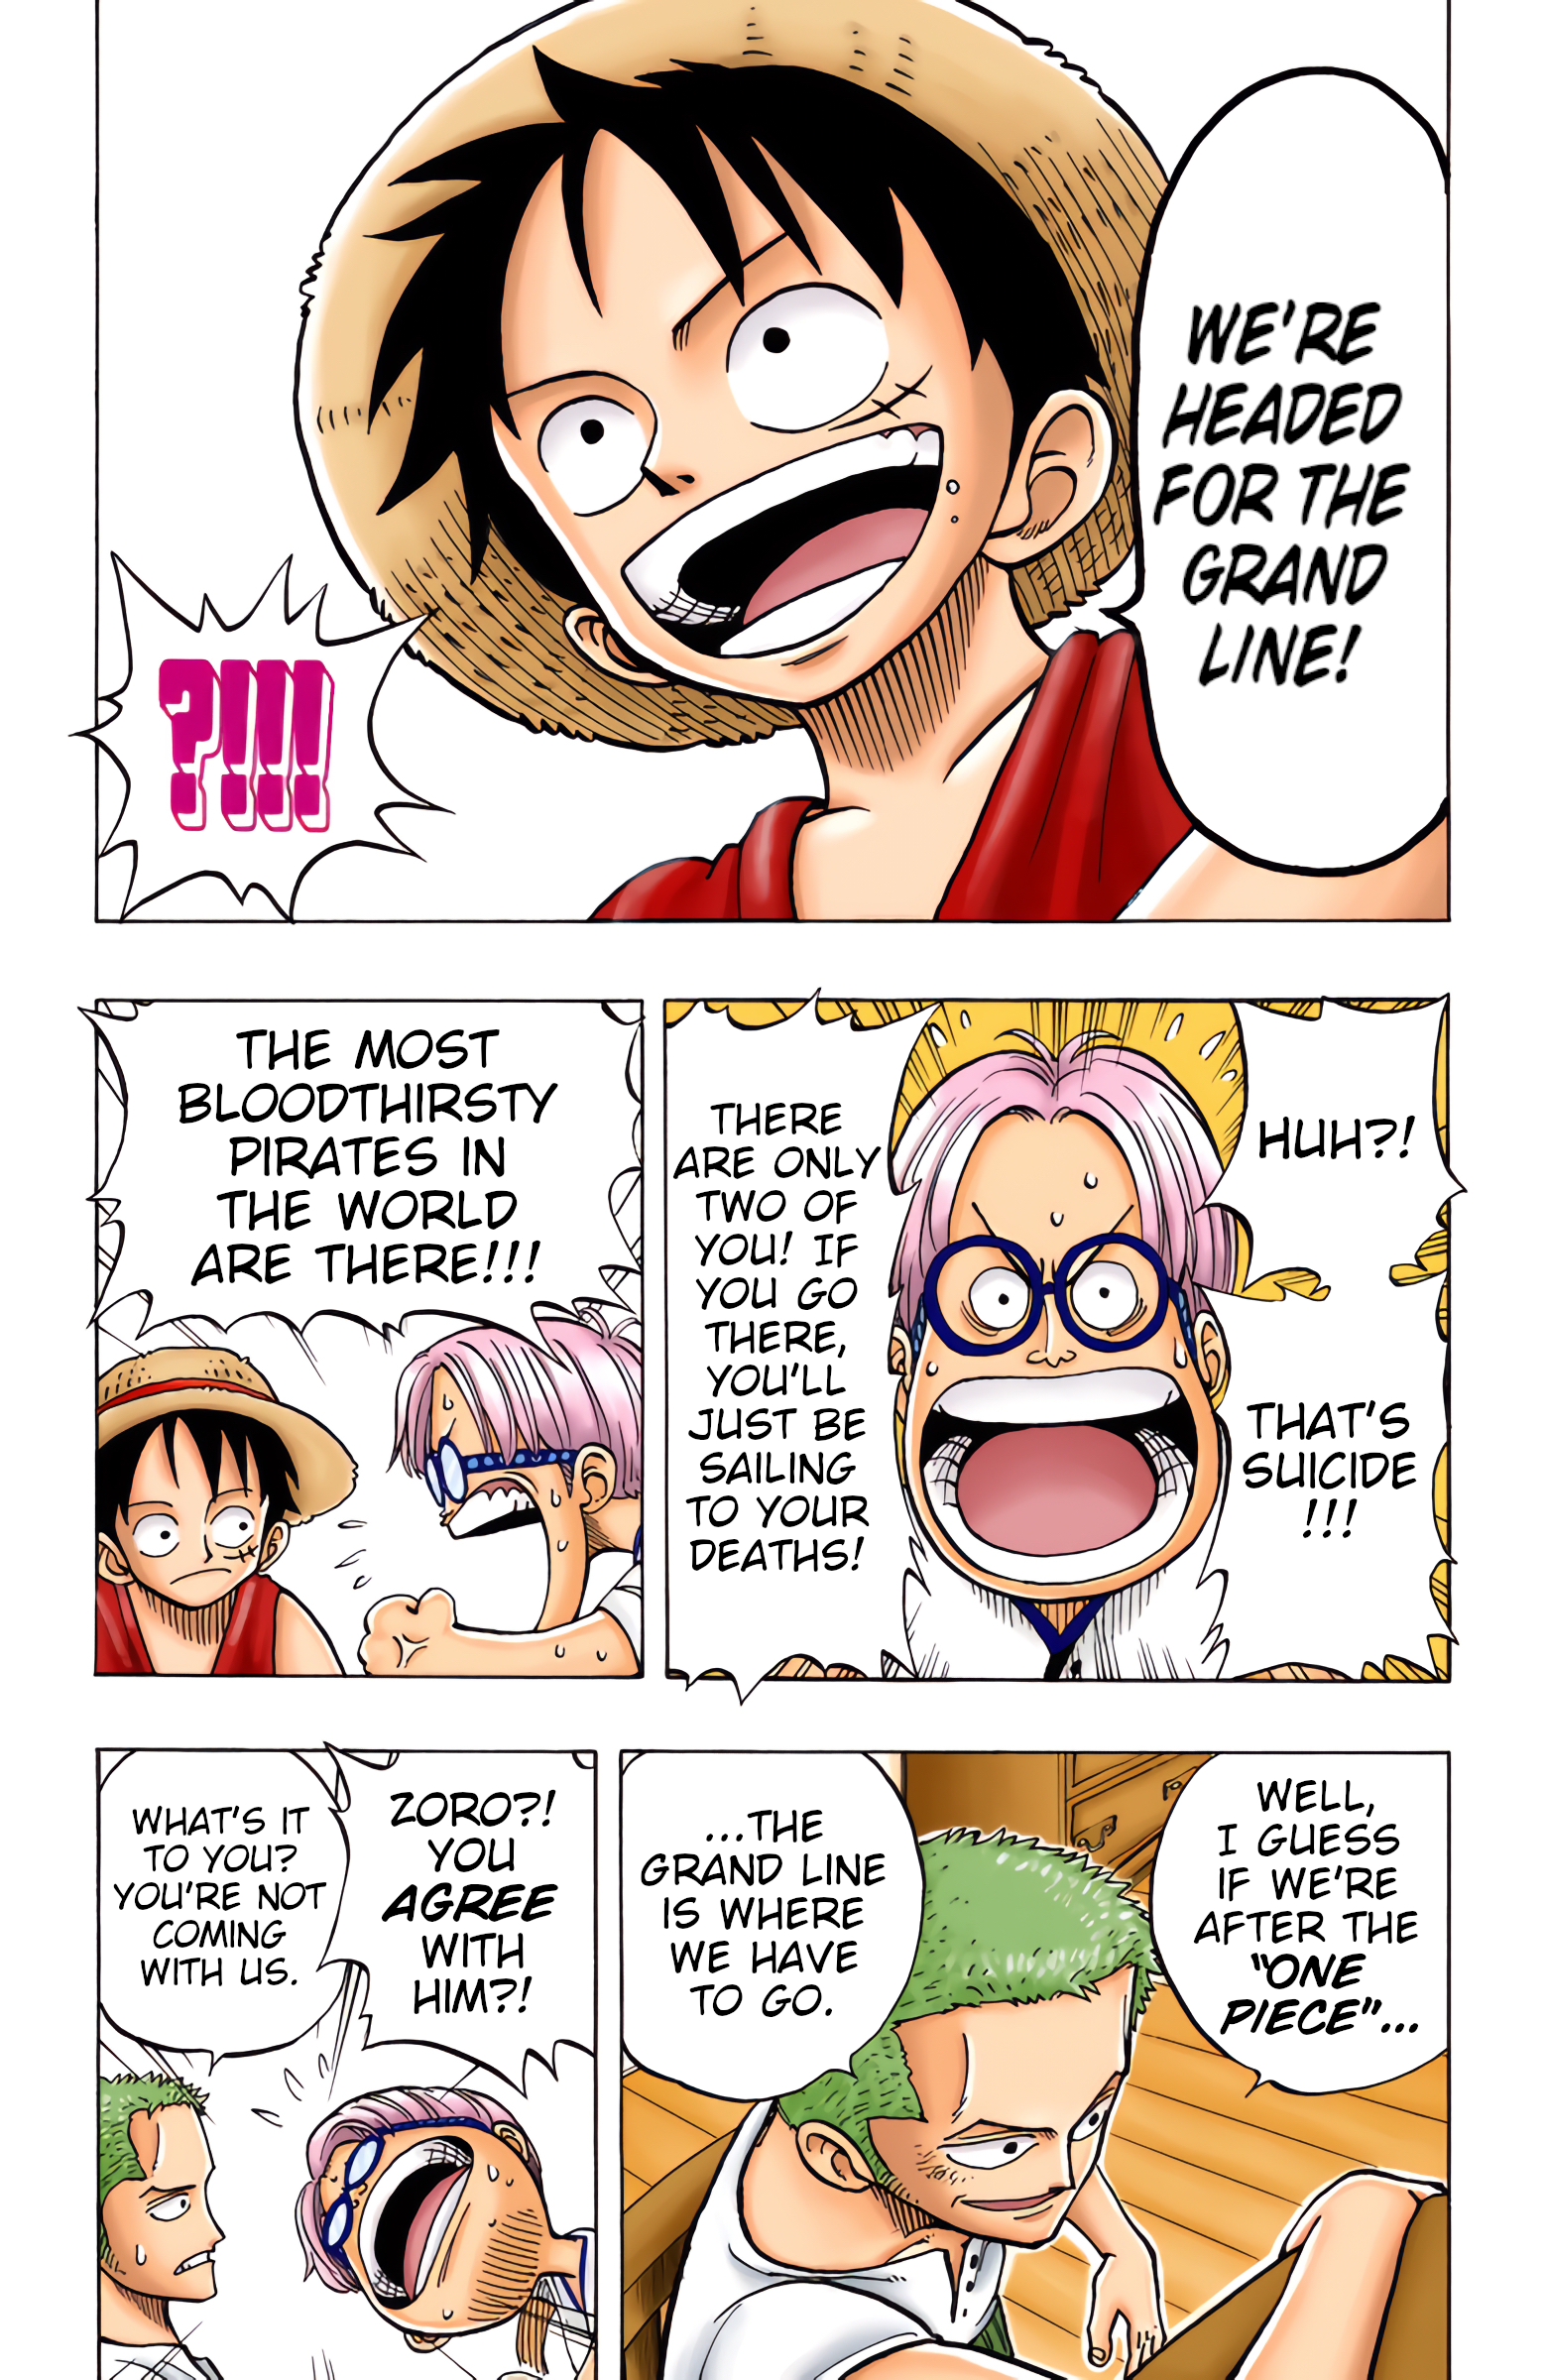 WE'RE
HEADED
FOR THE
GRAND
LINE!
?!!!
HUH?!
THAT'S
SUICIDE
!!!
THERE
ARE ONLY
TWO OF
YOU! IF
YOU GO
THERE,
YOU'LL
JUST BE
SAILING
TO YOUR
DEATHS!
THE MOST
BLOODTHIRSTY
PIRATES IN
THE WORLD
ARE THERE!!!
WELL,
I GUESS
IF WE'RE
AFTER THE
"ONE
PIECE"...
...THE
GRAND LINE
IS WHERE
WE HAVE
TO GO.
ZORO?!
YOU
AGREE
WITH
HIM?!
WHAT'S IT
TO YOU?
YOU'RE NOT
COMING
WITH US.